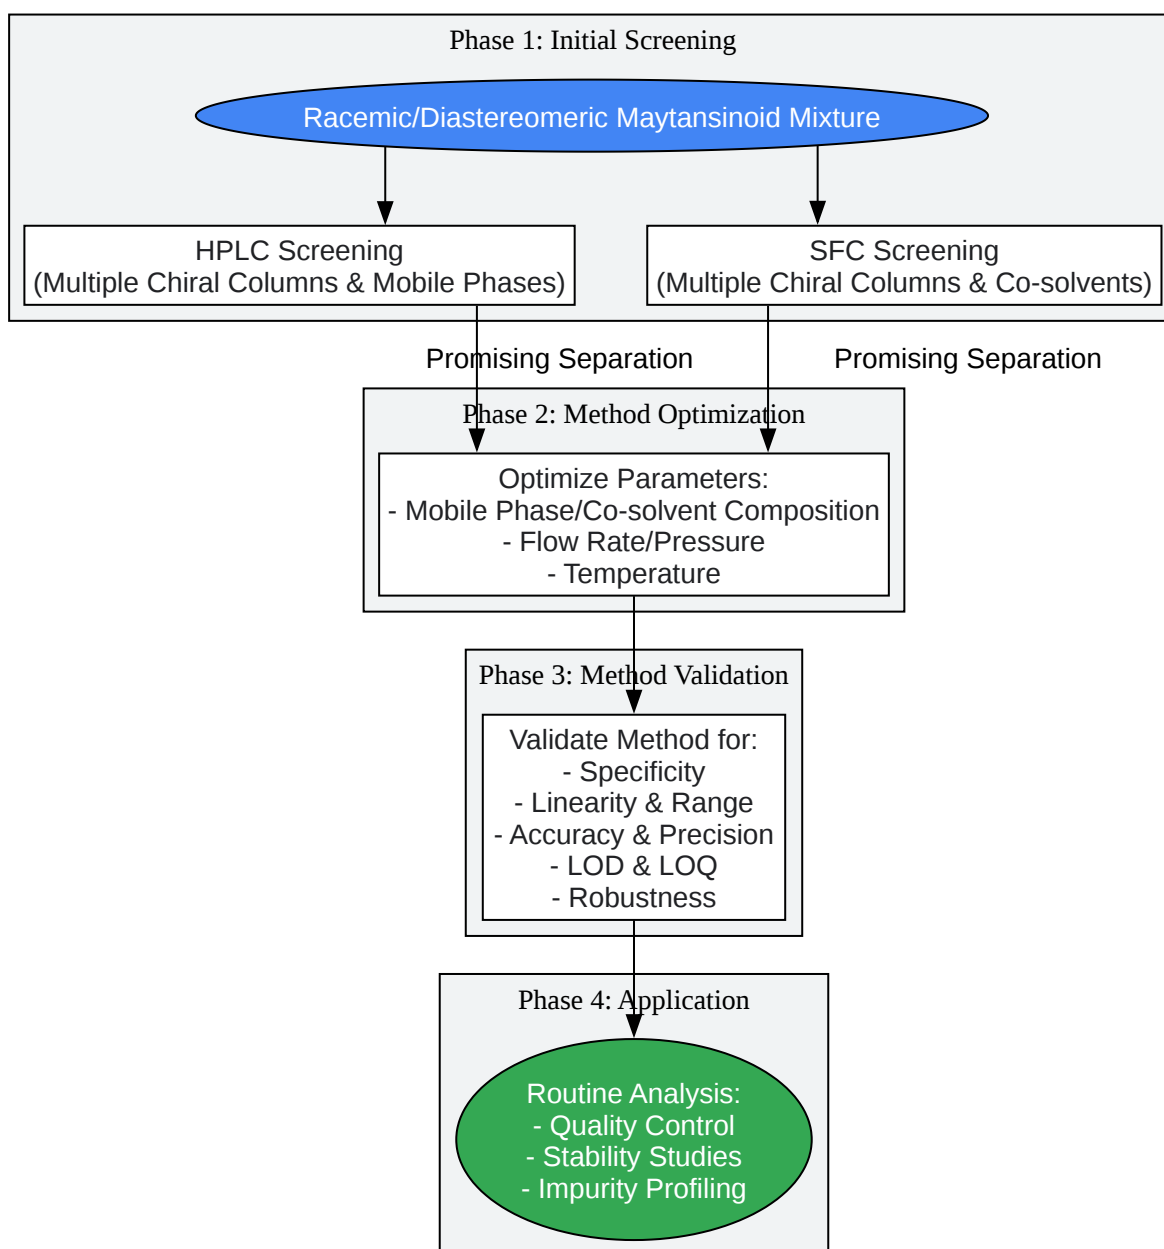 Phase 1: Initial Screening
Racemic/Diastereomeric Maytansinoid Mixture
HPLC Screening
(Multiple Chiral Columns & Mobile Phases)
SFC Screening
(Multiple Chiral Columns & Co-solvents)
Promising Separation
Promising Separation
Phase 2: Method Optimization
Optimize Parameters:
- Mobile Phase/Co-solvent Composition
- Flow Rate/Pressure
- Temperature
Phase 3: Method Validation
Validate Method for:
- Specificity
- Linearity & Range
- Accuracy & Precision
- LOD & LOQ
- Robustness
Phase 4: Application
Routine Analysis:
- Quality Control
- Stability Studies
- Impurity Profiling